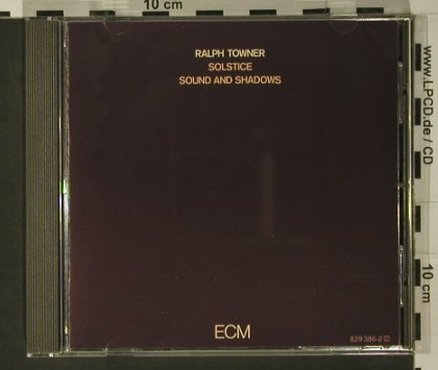 10 cm
RALPH TOWNER
SOLSTICE
SOUND AND SHADOWS
www.LPCD.de / CD
10 cm
ECM
829 386-2